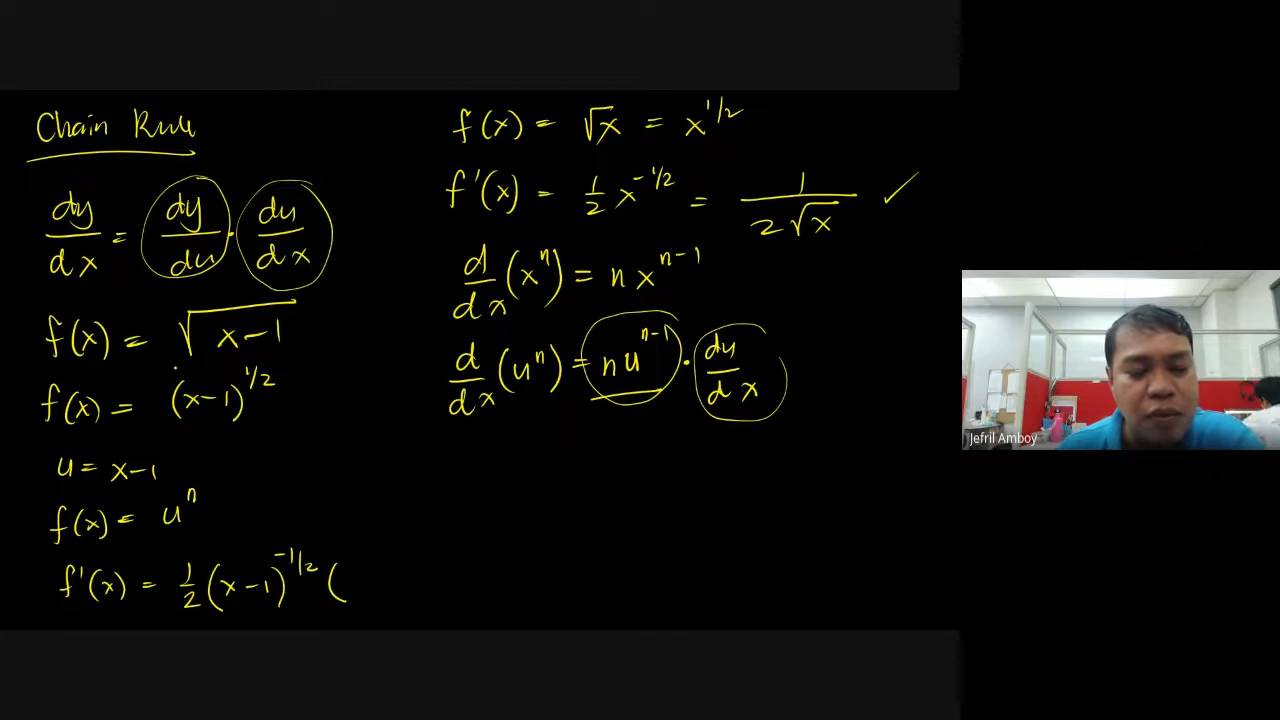 Chain Rule
dy/dx = dy/du · du/dx
f(x) = √(x-1)
f(x) = (x-1)^1/2
u = x-1
f(x) = u^n
f'(x) = 1/2 (x-1)^-1/2 (
f(x) = √x = x^1/2
f'(x) = 1/2 x^-1/2 = 1/(2√x) ✓
d/dx (x^n) = n x^n-1
d/dx (u^n) = n u^n-1 · du/dx
Jefril Amboy